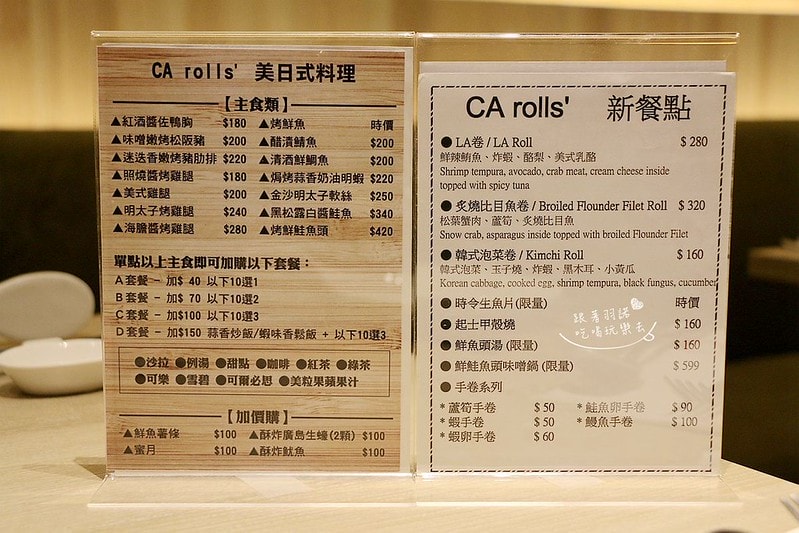 CA rolls' 美日式料理
【主食類】
▲紅酒醬佐鴨胸 $180 ▲烤鮮魚 時價
▲味噌嫩烤松阪豬 $200 ▲醋漬鯖魚 $200
▲迷迭香嫩烤豬肋排 $220 ▲清酒鮮鯛魚 $200
▲照燒醬烤雞腿 $180 ▲焗烤蒜香奶油明蝦 $220
▲美式雞腿 $200 ▲金沙明太子軟絲 $250
▲明太子烤雞腿 $240 ▲黑松露白醬鮭魚 $340
▲海膽醬烤雞腿 $280 ▲烤鮮鮭魚頭 $420
單點以上主食即可加購以下套餐：
A套餐 - 加$ 40 以下10選1
B套餐 - 加$ 70 以下10選2
C套餐 - 加$100 以下10選3
D套餐 - 加$150 蒜香炒飯/蝦味香鬆飯 + 以下10選3
●沙拉 ●例湯 ●甜點 ●咖啡 ●紅茶 ●綠茶
●可樂 ●雪碧 ●可爾必思 ●美粒果蘋果汁
【加價購】
▲鮮魚薯條 $100 ▲酥炸廣島生蠔(2顆) $100
▲蜜月 $100 ▲酥炸魷魚 $100
CA rolls' 新餐點
●LA卷 / LA Roll $ 280
鮮辣鮪魚、炸蝦、酪梨、美式乳酪
Shrimp tempura, avocado, crab meat, cream cheese inside
topped with spicy tuna
●炙燒比目魚卷 / Broiled Flounder Filet Roll $ 320
松葉蟹肉、蘆筍、炙燒比目魚
Snow crab, asparagus inside topped with broiled Flounder Filet
●韓式泡菜卷 / Kimchi Roll $ 160
韓式泡菜、玉子燒、炸蝦、黑木耳、小黃瓜
Korean cabbage, cooked egg, shrimp tempura, black fungus, cucumber
●時令生魚片(限量) 時價
●起士甲殼燒 $ 160
●鮮魚頭湯 (限量) $ 160
●鮮鮭魚頭味噌鍋 (限量) $ 599
●手卷系列
* 蘆筍手卷 $ 50 * 鮭魚卵手卷 $ 90
* 蝦手卷 $ 50 * 鰻魚手卷 $ 100
* 蝦卵手卷 $ 60
跟著羽諾
吃喝玩樂去